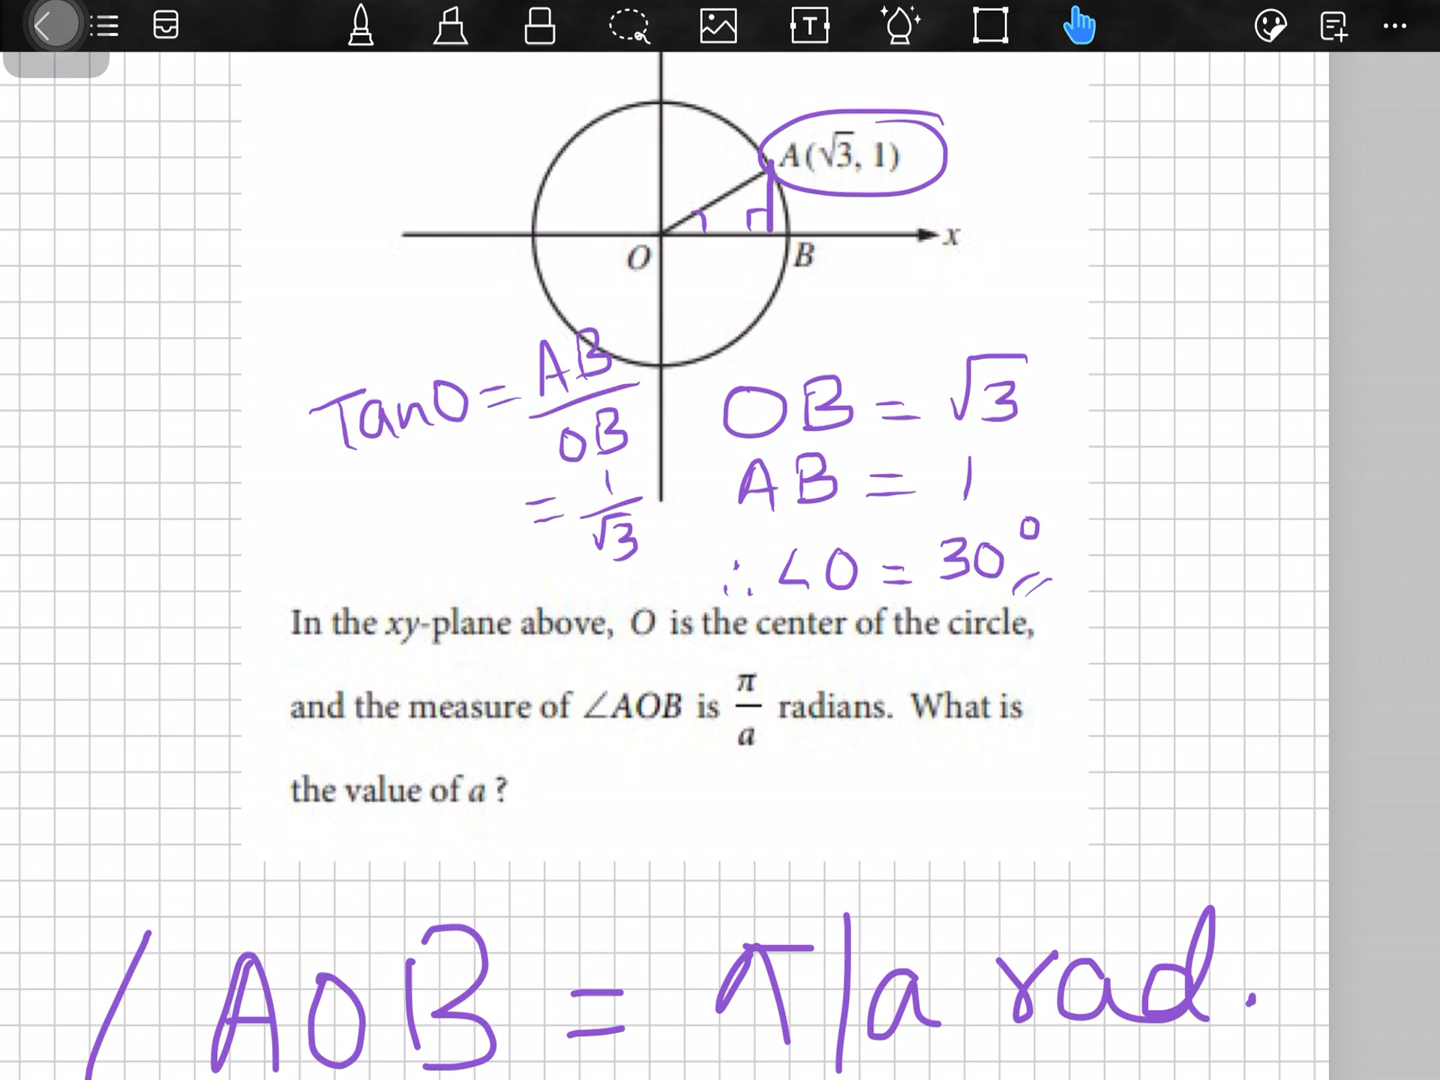 T
A(√3, 1)
x
O
B
TanO = AB/OB
= 1/√3
OB = √3
AB = 1
∴ ∠O = 30°
In the xy-plane above, O is the center of the circle,
and the measure of ∠AOB is π/a radians. What is
the value of a ?
∠AOB = π/a rad.